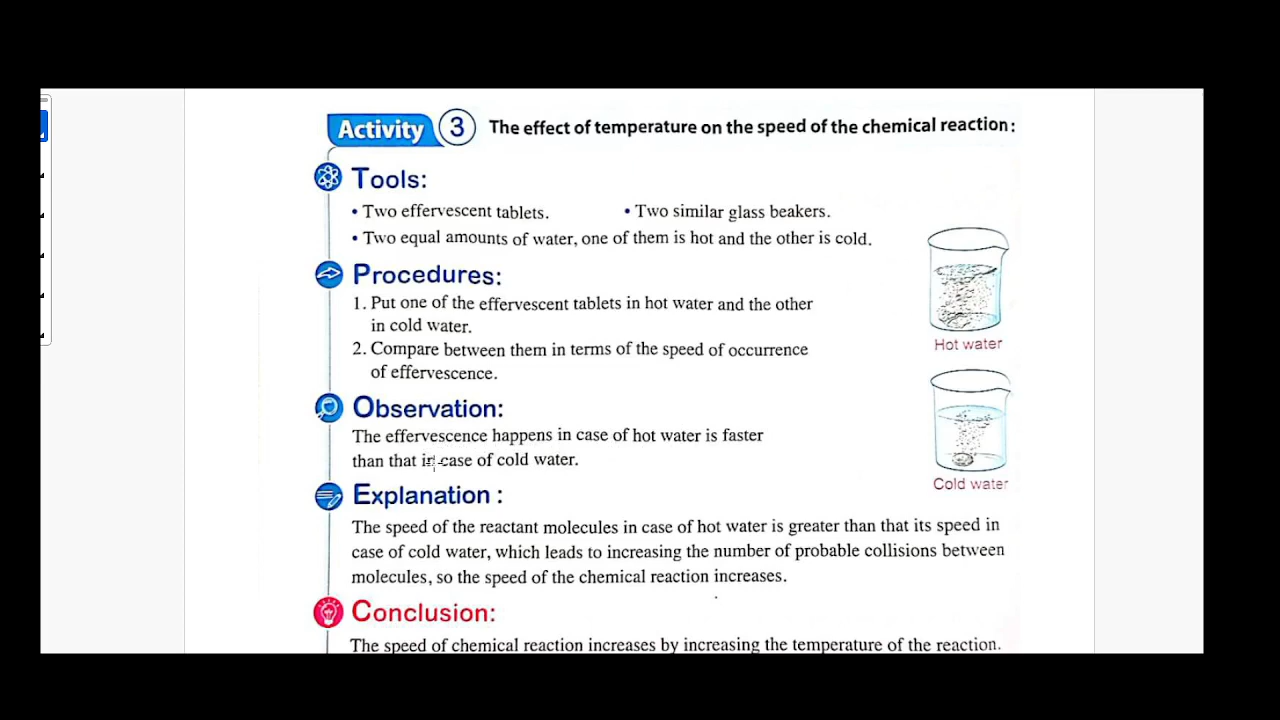 Activity 3 The effect of temperature on the speed of the chemical reaction:
Tools:
• Two effervescent tablets. • Two similar glass beakers.
• Two equal amounts of water, one of them is hot and the other is cold.
Procedures:
1. Put one of the effervescent tablets in hot water and the other
in cold water.
2. Compare between them in terms of the speed of occurrence
of effervescence.
Hot water
Observation:
The effervescence happens in case of hot water is faster
than that in case of cold water.
Cold water
Explanation :
The speed of the reactant molecules in case of hot water is greater than that its speed in
case of cold water, which leads to increasing the number of probable collisions between
molecules, so the speed of the chemical reaction increases.
Conclusion:
The speed of chemical reaction increases by increasing the temperature of the reaction.